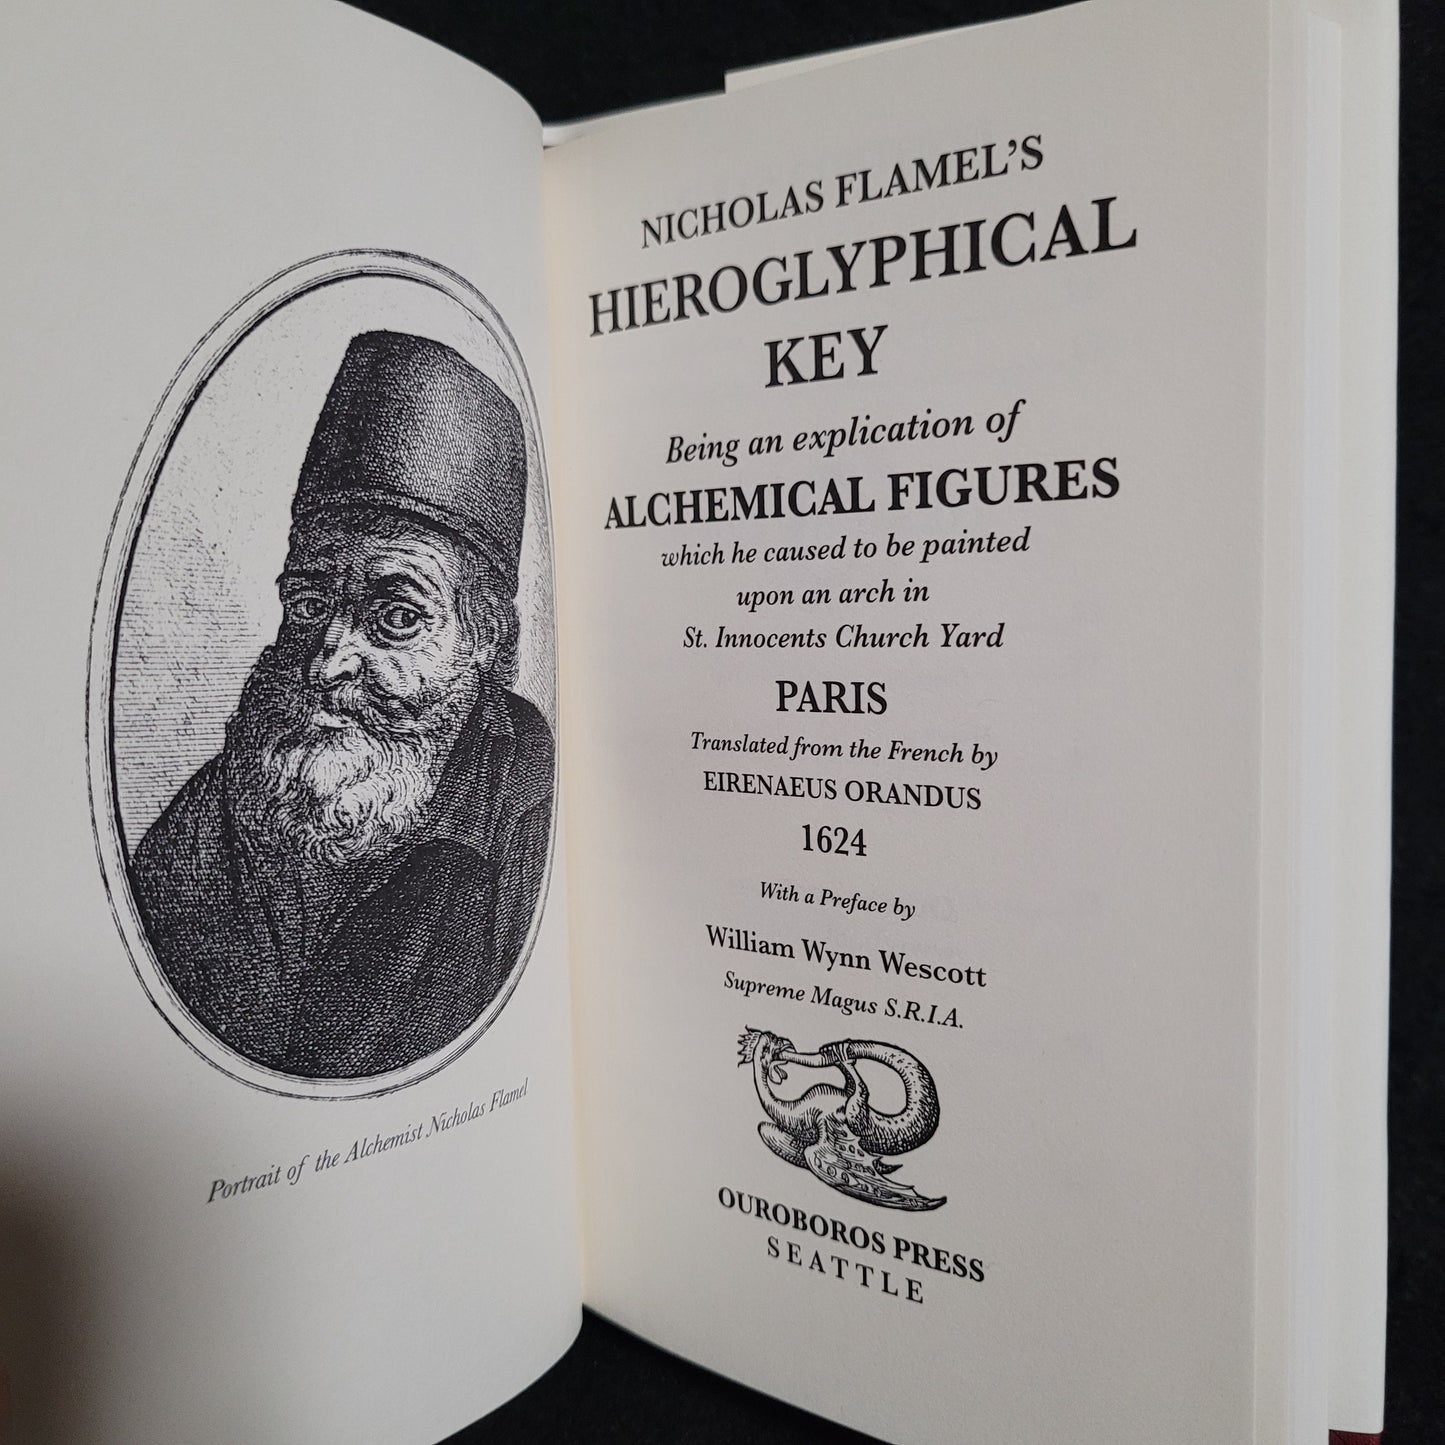 Portrait of the Alchemist Nicholas Flamel
NICHOLAS FLAMEL'S
HIEROGLYPHICAL
KEY
Being an explication of
ALCHEMICAL FIGURES
which he caused to be painted
upon an arch in
St. Innocents Church Yard
PARIS
Translated from the French by
EIRENAEUS ORANDUS
1624
With a Preface by
William Wynn Wescott
Supreme Magus S.R.I.A.
OUROBOROS PRESS
SEATTLE